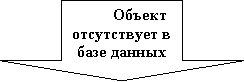 Объект
отсутствует в
базе данных